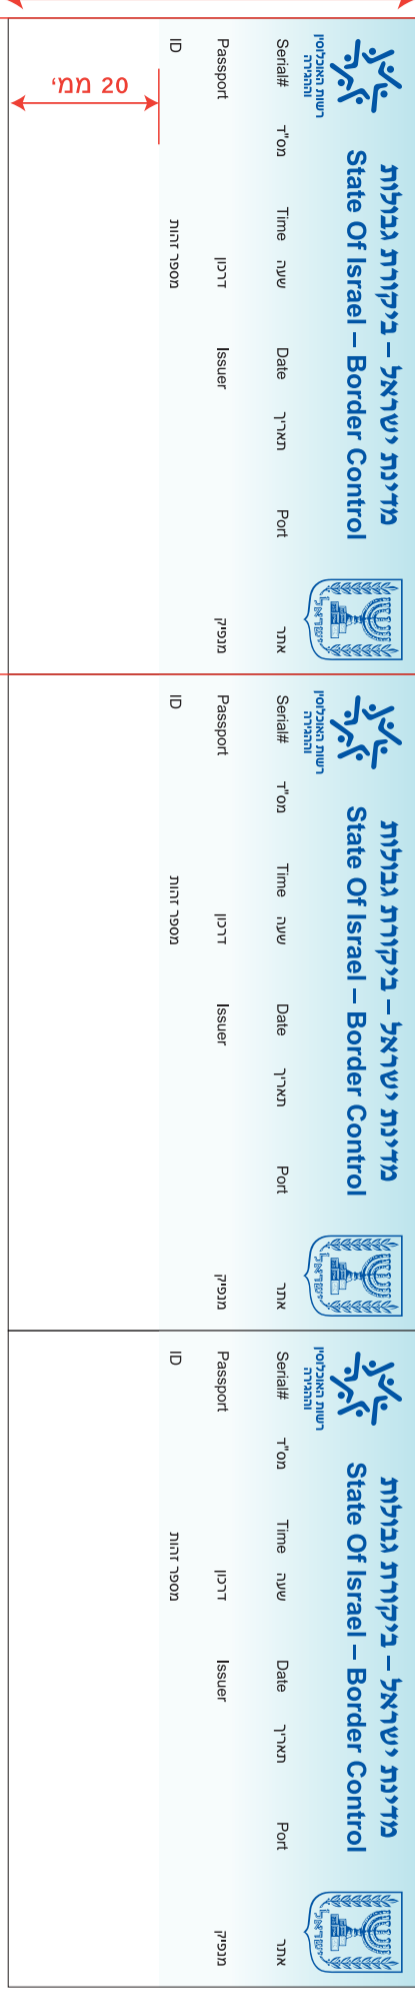 20 ממ'
רשות האוכלוסין
וההגירה
מדינת ישראל – ביקורת גבולות
State Of Israel – Border Control
ישראל
Serial# מס"ד Time שעה Date תאריך Port אתר
Passport דרכון Issuer מנפיק
ID מספר זהות
רשות האוכלוסין
וההגירה
מדינת ישראל – ביקורת גבולות
State Of Israel – Border Control
ישראל
Serial# מס"ד Time שעה Date תאריך Port אתר
Passport דרכון Issuer מנפיק
ID מספר זהות
רשות האוכלוסין
וההגירה
מדינת ישראל – ביקורת גבולות
State Of Israel – Border Control
ישראל
Serial# מס"ד Time שעה Date תאריך Port אתר
Passport דרכון Issuer מנפיק
ID מספר זהות